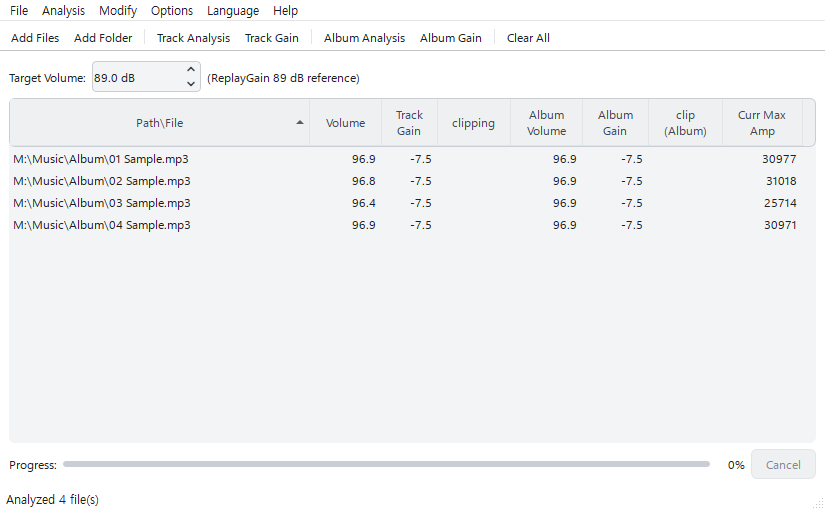 File Analysis Modify Options Language Help
Add Files Add Folder Track Analysis Track Gain Album Analysis Album Gain Clear All
Target Volume: 89.0 dB (ReplayGain 89 dB reference)
Path\File Volume Track Gain clipping Album Volume Album Gain clip (Album) Curr Max Amp
M:\Music\Album\01 Sample.mp3 96.9 -7.5 96.9 -7.5 30977
M:\Music\Album\02 Sample.mp3 96.8 -7.5 96.9 -7.5 31018
M:\Music\Album\03 Sample.mp3 96.4 -7.5 96.9 -7.5 25714
M:\Music\Album\04 Sample.mp3 96.9 -7.5 96.9 -7.5 30971
Progress: 0% Cancel
Analyzed 4 file(s)